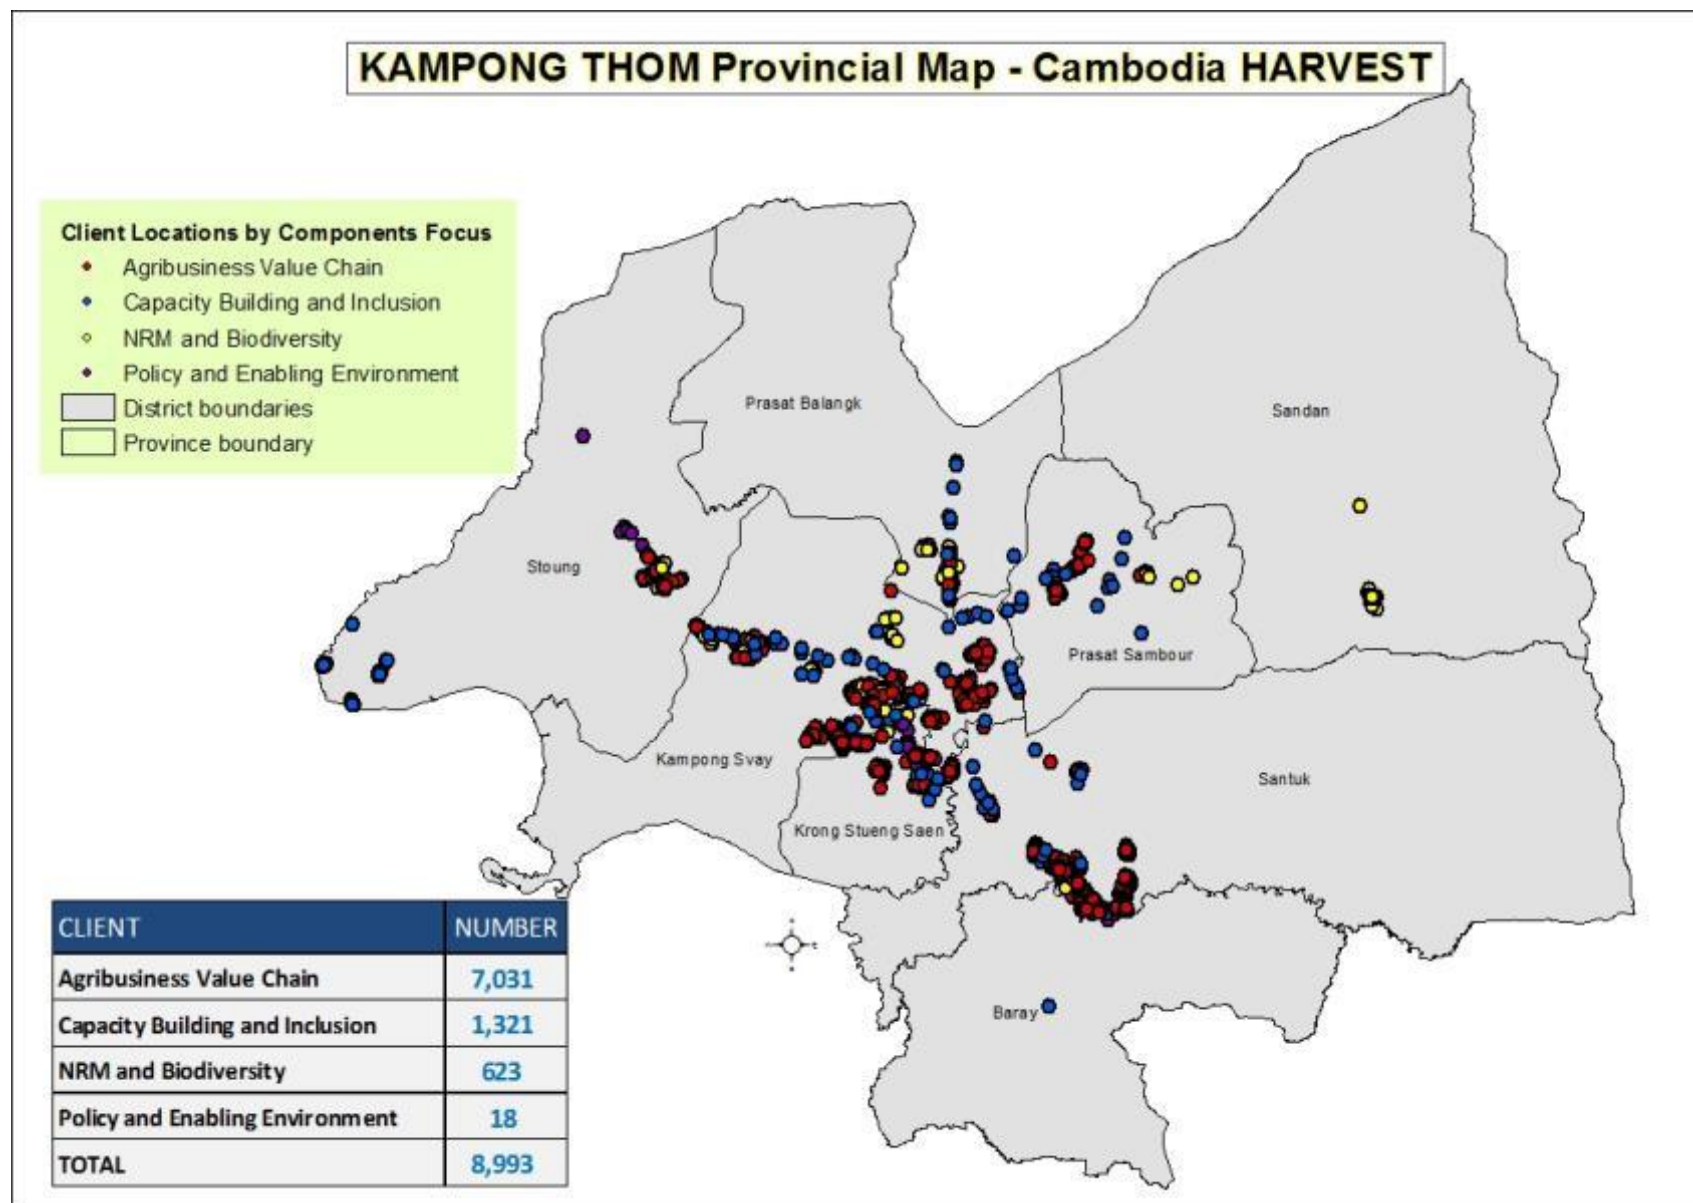 KAMPONG THOM Provincial Map - Cambodia HARVEST
Client Locations by Components Focus
Agribusiness Value Chain
Capacity Building and Inclusion
NRM and Biodiversity
Policy and Enabling Environment
District boundaries
Province boundary
Prasat Balangk
Sandan
Stoung
Prasat Sambour
Kampong Svay
Santuk
Krong Stueng Saen
Baray
CLIENT NUMBER
Agribusiness Value Chain 7,031
Capacity Building and Inclusion 1,321
NRM and Biodiversity 623
Policy and Enabling Environment 18
TOTAL 8,993